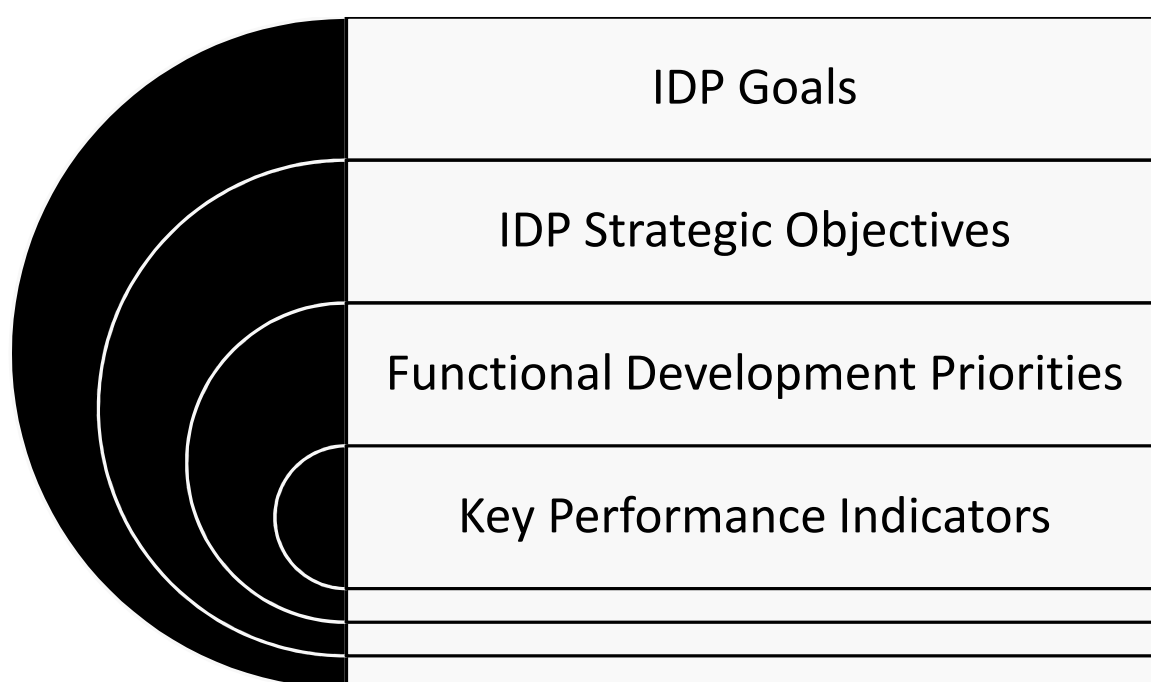 IDP Goals
IDP Strategic Objectives
Functional Development Priorities
Key Performance Indicators